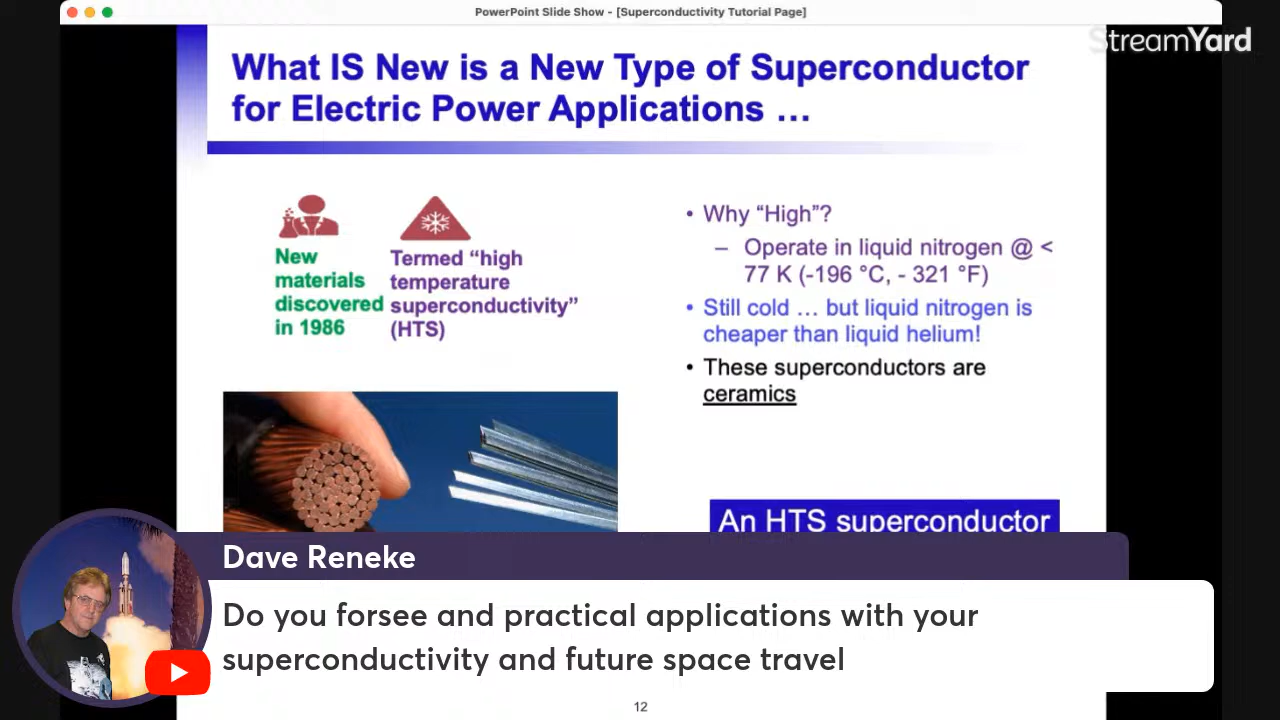 PowerPoint Slide Show - [Superconductivity Tutorial Page]
StreamYard
What IS New is a New Type of Superconductor
for Electric Power Applications …
New
materials
discovered
in 1986
Termed “high
temperature
superconductivity”
(HTS)
• Why “High”?
– Operate in liquid nitrogen @ <
77 K (-196 °C, - 321 °F)
• Still cold … but liquid nitrogen is
cheaper than liquid helium!
• These superconductors are
ceramics
An HTS superconductor
Dave Reneke
Do you forsee and practical applications with your
superconductivity and future space travel
12